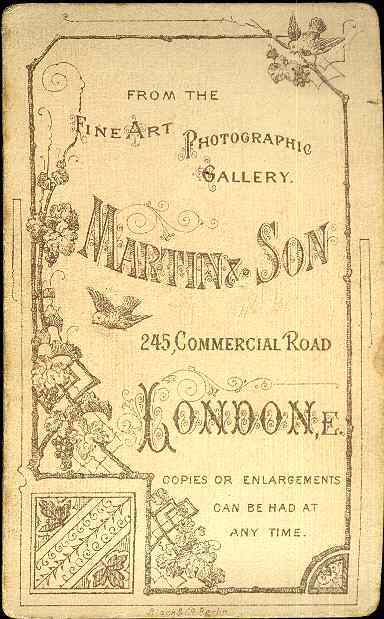 FROM THE
FINE ART PHOTOGRAPHIC
GALLERY.
MARTIN & SON
245, COMMERCIAL ROAD
LONDON, E.
COPIES OR ENLARGEMENTS
CAN BE HAD AT
ANY TIME.
Berlin